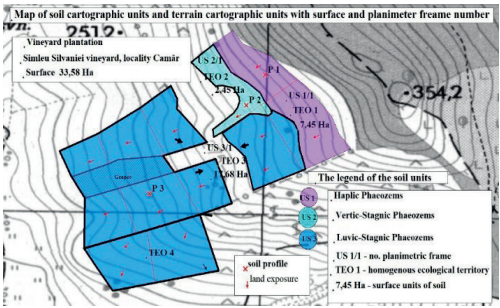 Map of soil cartographic units and terrain cartographic units with surface and planimeter freame number
. Vineyard plantation
Simleu Silvaniei vineyard, locality Camăr
. Surface 33,58 Ha
2512
US 2/1
TEO 2
2,45 Ha
P 1
P 2
US 1/1
TEO 1
7,45 Ha
354,2
US 3/1
TEO 3
P 3
TEO 4
soil profile
land exposure
The legend of the soil units
US 1
. Haplic Phaeozems
US 2
. Vertic-Stagnic Phaeozems
US 3
. Luvic-Stagnic Phaeozems
. US 1/1 - no. planimetric frame
. TEO 1 - homogenous ecological territory
. 7,45 Ha - surface units of soil